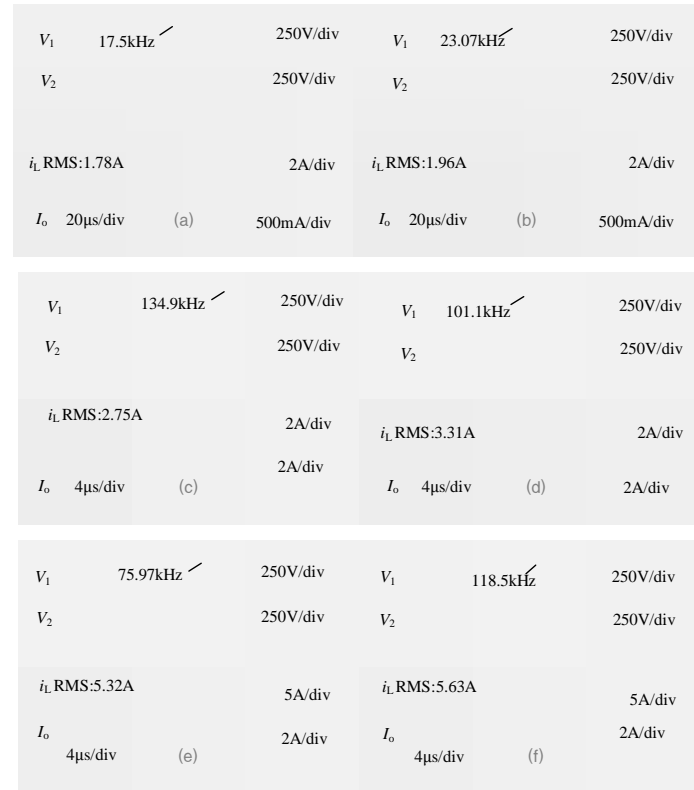 V1 17.5kHz 250V/div
V2 250V/div
iL RMS:1.78A 2A/div
Io 20μs/div (a) 500mA/div
V1 23.07kHz 250V/div
V2 250V/div
iL RMS:1.96A 2A/div
Io 20μs/div (b) 500mA/div
V1 134.9kHz 250V/div
V2 250V/div
iL RMS:2.75A 2A/div
2A/div
Io 4μs/div (c)
V1 101.1kHz 250V/div
V2 250V/div
iL RMS:3.31A 2A/div
Io 4μs/div (d) 2A/div
V1 75.97kHz 250V/div
V2 250V/div
iL RMS:5.32A 5A/div
Io 2A/div
4μs/div (e)
V1 118.5kHz 250V/div
V2 250V/div
iL RMS:5.63A 5A/div
Io 2A/div
4μs/div (f)